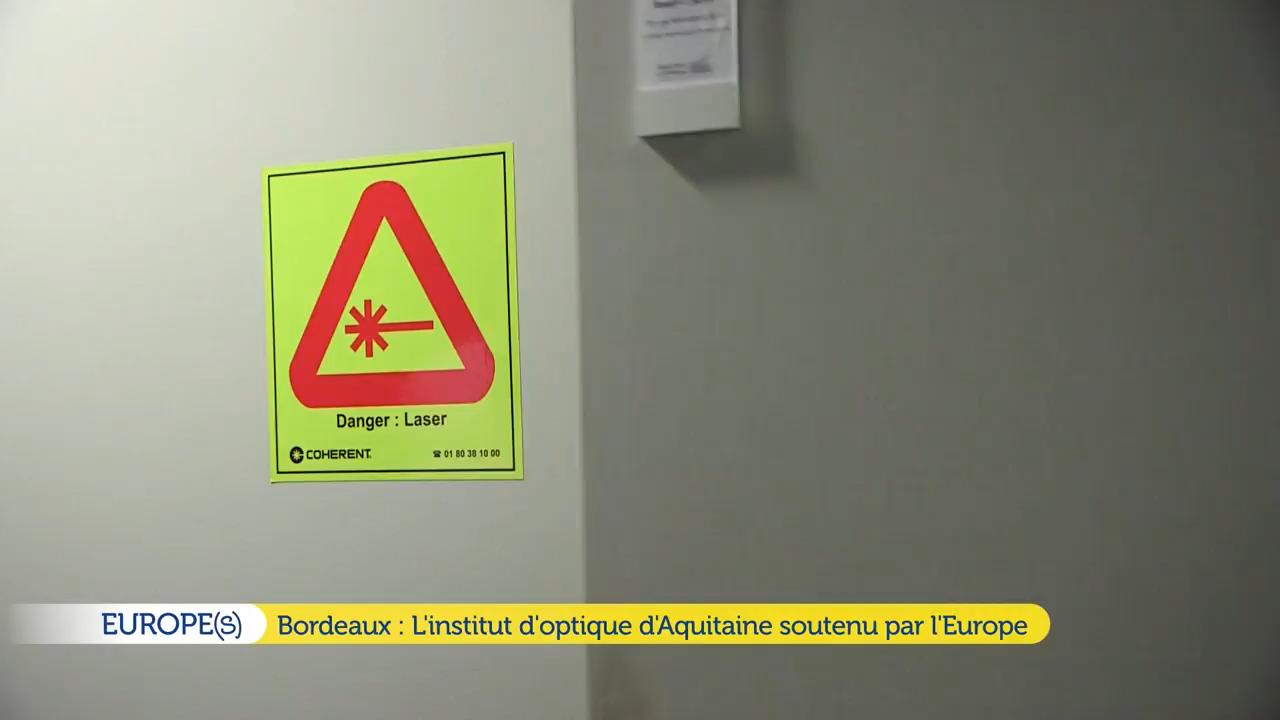 Danger : Laser
COHERENT
☎ 01 80 38 10 00
EUROPE(S) Bordeaux : L'institut d'optique d'Aquitaine soutenu par l'Europe